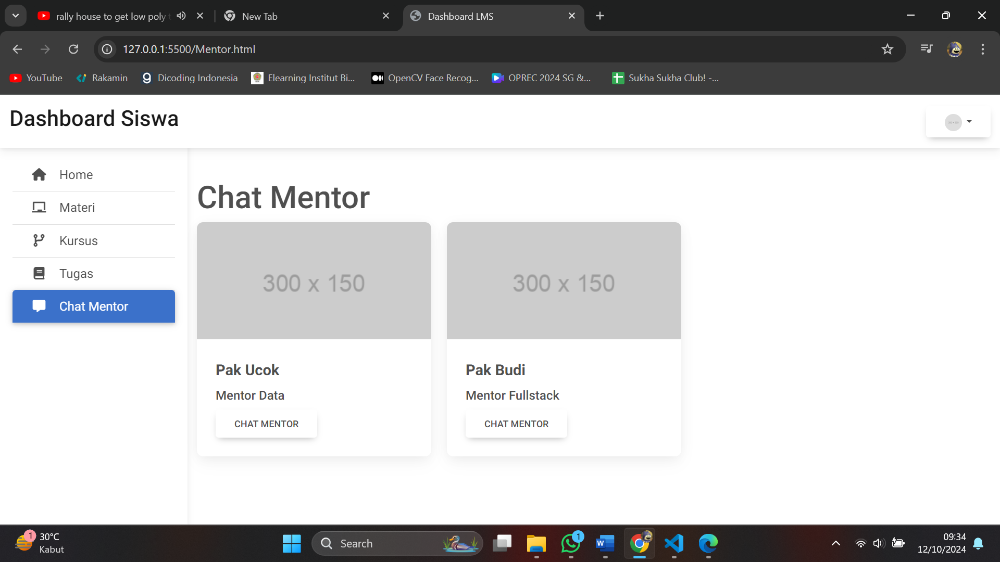 rally house to get low poly
New Tab
Dashboard LMS
127.0.0.1:5500/Mentor.html
YouTube
Rakamin
Dicoding Indonesia
Elearning Institut Bi...
OpenCV Face Recog...
OPREC 2024 SG &...
Sukha Sukha Club! -...
Dashboard Siswa
Home
Materi
Kursus
Tugas
Chat Mentor
Chat Mentor
300 x 150
Pak Ucok
Mentor Data
CHAT MENTOR
300 x 150
Pak Budi
Mentor Fullstack
CHAT MENTOR
1
30°C
Kabut
Search
1
09:34
12/10/2024